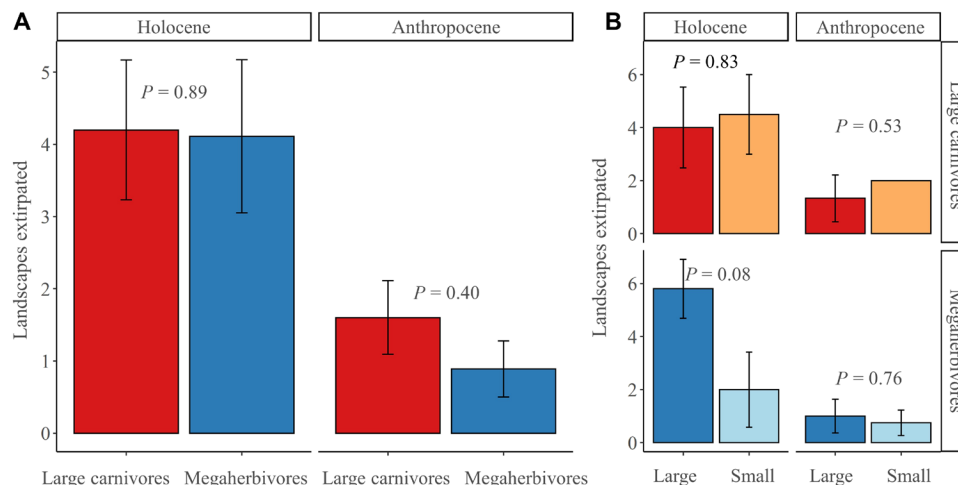 A
Holocene
Anthropocene
Landscapes extirpated
5
4
3
2
1
0
P = 0.89
P = 0.40
Large carnivores
Megaherbivores
Large carnivores
Megaherbivores
B
Holocene
Anthropocene
Landscapes extirpated
6
4
2
0
P = 0.83
P = 0.53
Large carnivores
6
4
2
0
P = 0.08
P = 0.76
Megaherbivores
Large
Small
Large
Small